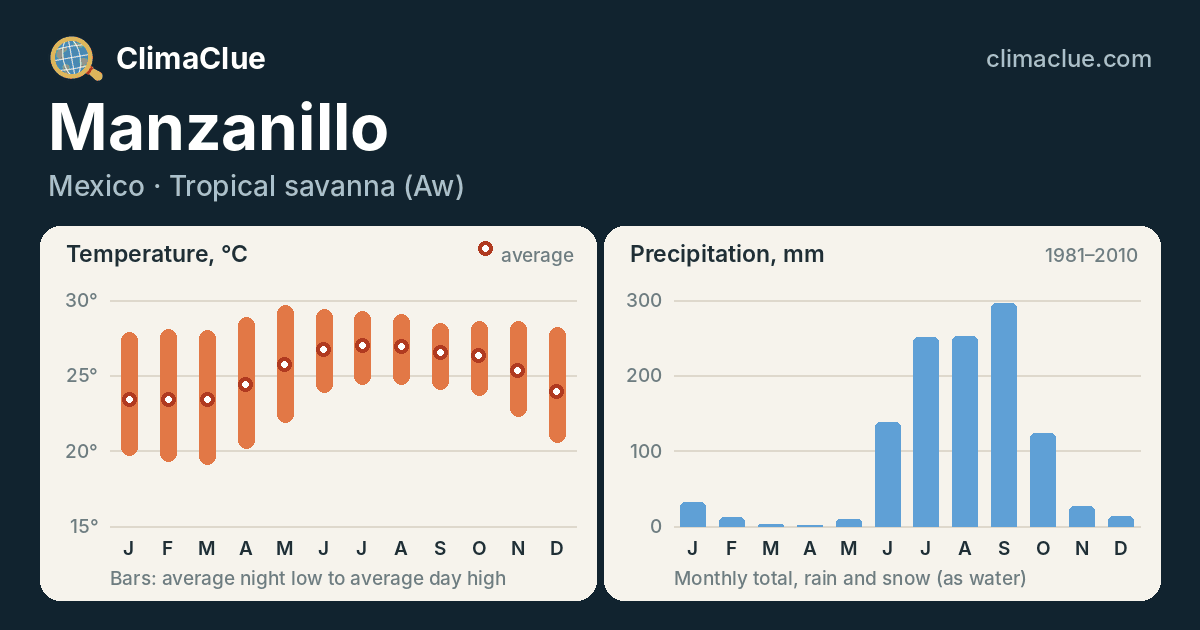 ClimaClue
climaclue.com
Manzanillo
Mexico · Tropical savanna (Aw)
Temperature, °C
average
30°
25°
20°
15°
J F M A M J J A S O N D
Bars: average night low to average day high
Precipitation, mm
1981–2010
300
200
100
0
J F M A M J J A S O N D
Monthly total, rain and snow (as water)